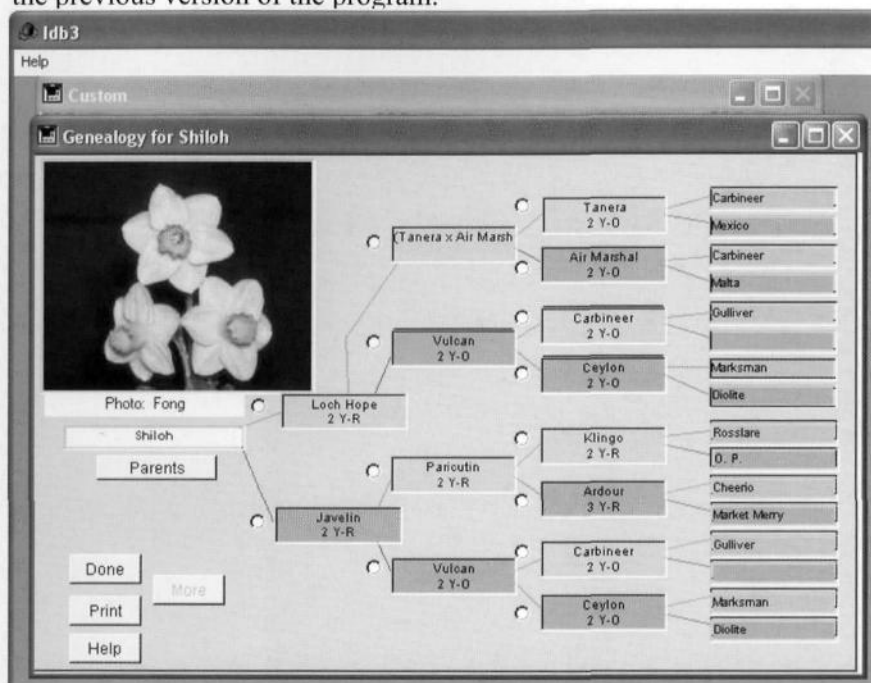 the previous version of the program.
Idb3
Help
Custom
Genealogy for Shiloh
Photo: Fong
Shiloh
Parents
Done
More
Print
Help
Loch Hope
2 Y-R
Javelin
2 Y-R
(Tanera x Air Marsh
Vulcan
2 Y-O
Paricutin
2 Y-R
Vulcan
2 Y-O
Tanera
2 Y-O
Air Marshal
2 Y-O
Carbineer
2 Y-O
Ceylon
2 Y-O
Klingo
2 Y-R
Ardour
3 Y-R
Carbineer
2 Y-O
Ceylon
2 Y-O
Carbineer
Mexico
Carbineer
Malta
Gulliver
Marksman
Diolite
Rosslare
O. P.
Cheerio
Market Merry
Gulliver
Marksman
Diolite